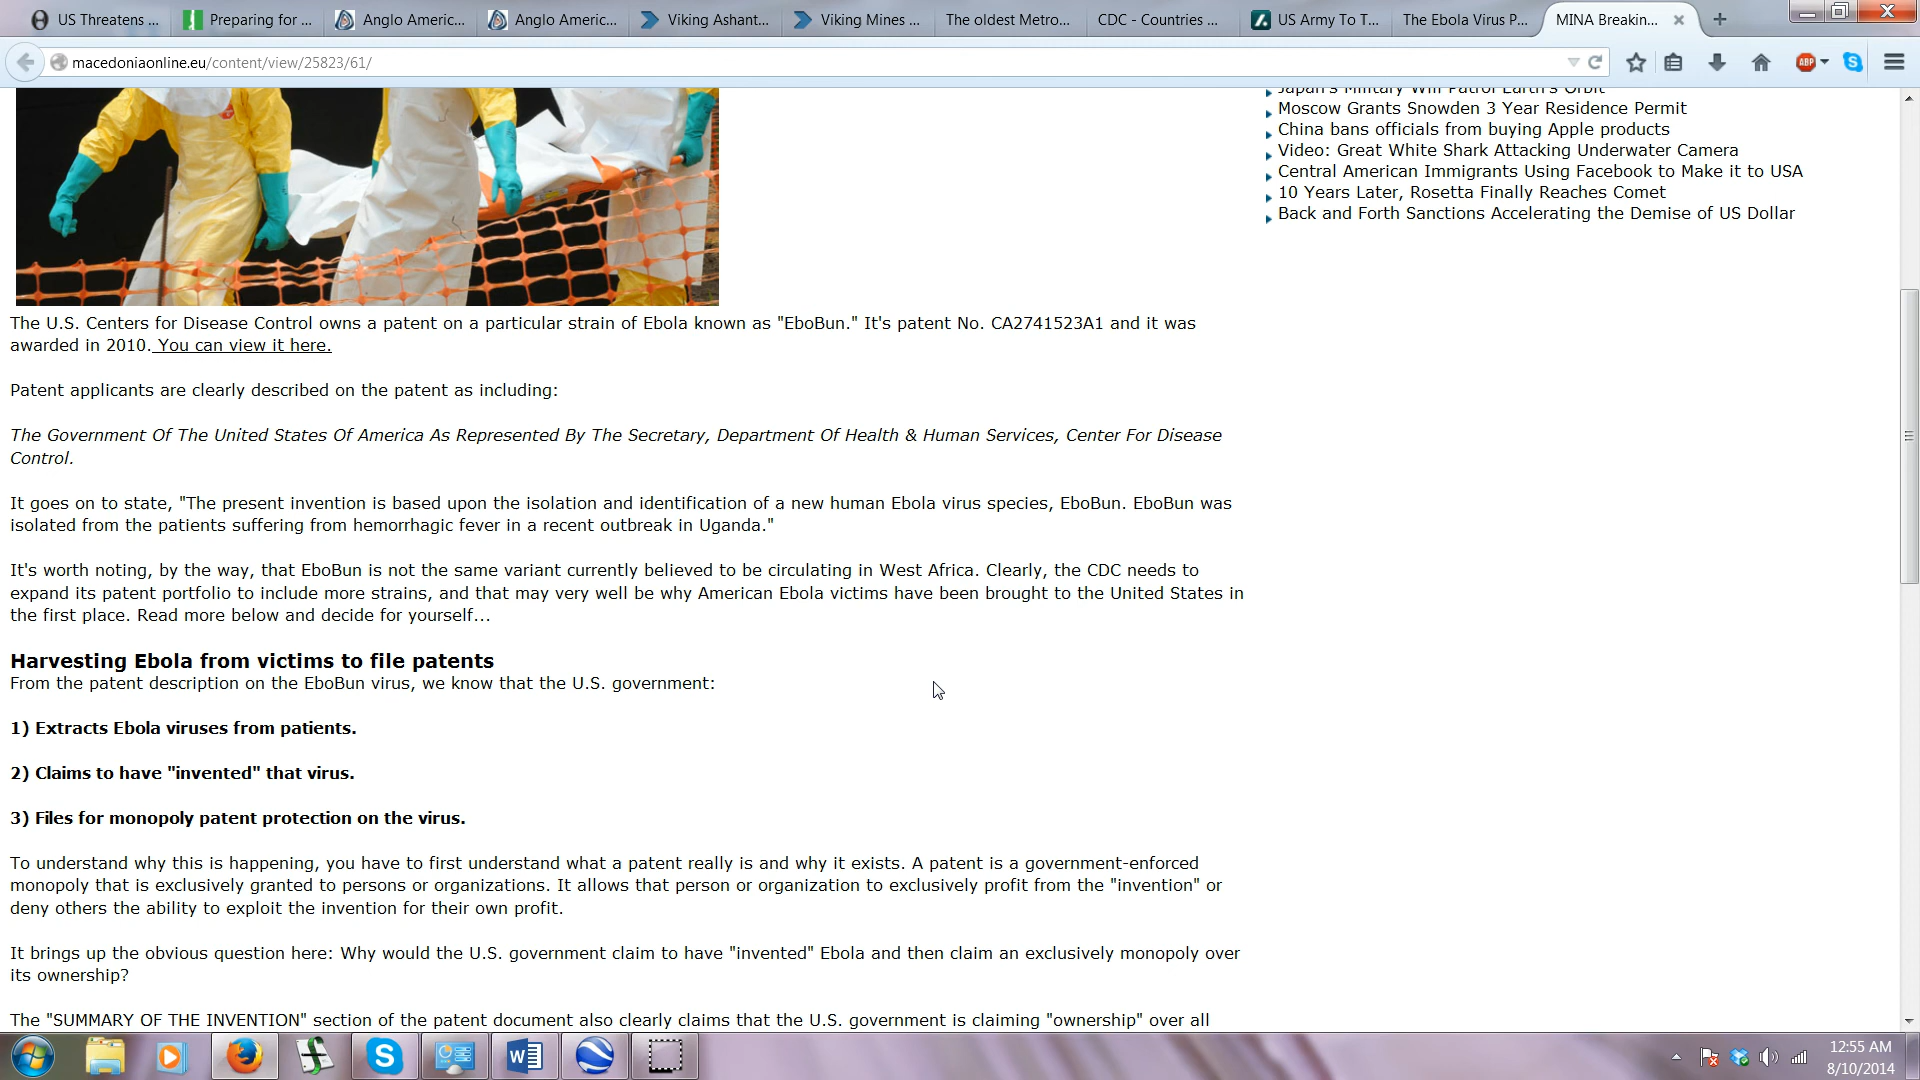 US Threatens ...
Preparing for ...
Anglo Americ...
Anglo Americ...
Viking Ashant...
Viking Mines ...
The oldest Metro...
CDC - Countries ...
US Army To T...
The Ebola Virus P...
MINA Breakin...
macedoniaonline.eu/content/view/25823/61/
ABP
Japan's Military Will Patrol Earth's Orbit
Moscow Grants Snowden 3 Year Residence Permit
China bans officials from buying Apple products
Video: Great White Shark Attacking Underwater Camera
Central American Immigrants Using Facebook to Make it to USA
10 Years Later, Rosetta Finally Reaches Comet
Back and Forth Sanctions Accelerating the Demise of US Dollar
The U.S. Centers for Disease Control owns a patent on a particular strain of Ebola known as "EboBun." It's patent No. CA2741523A1 and it was
awarded in 2010. You can view it here.
Patent applicants are clearly described on the patent as including:
The Government Of The United States Of America As Represented By The Secretary, Department Of Health & Human Services, Center For Disease
Control.
It goes on to state, "The present invention is based upon the isolation and identification of a new human Ebola virus species, EboBun. EboBun was
isolated from the patients suffering from hemorrhagic fever in a recent outbreak in Uganda."
It's worth noting, by the way, that EboBun is not the same variant currently believed to be circulating in West Africa. Clearly, the CDC needs to
expand its patent portfolio to include more strains, and that may very well be why American Ebola victims have been brought to the United States in
the first place. Read more below and decide for yourself...
Harvesting Ebola from victims to file patents
From the patent description on the EboBun virus, we know that the U.S. government:
1) Extracts Ebola viruses from patients.
2) Claims to have "invented" that virus.
3) Files for monopoly patent protection on the virus.
To understand why this is happening, you have to first understand what a patent really is and why it exists. A patent is a government-enforced
monopoly that is exclusively granted to persons or organizations. It allows that person or organization to exclusively profit from the "invention" or
deny others the ability to exploit the invention for their own profit.
It brings up the obvious question here: Why would the U.S. government claim to have "invented" Ebola and then claim an exclusively monopoly over
its ownership?
The "SUMMARY OF THE INVENTION" section of the patent document also clearly claims that the U.S. government is claiming "ownership" over all
12:55 AM
8/10/2014